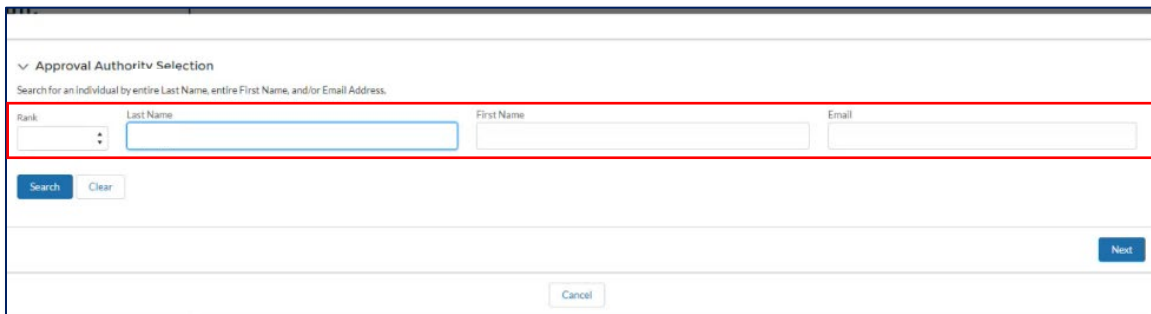 Approval Authority Selection
Search for an individual by entire Last Name, entire First Name, and/or Email Address.
Rank Last Name First Name Email
Search Clear
Next
Cancel